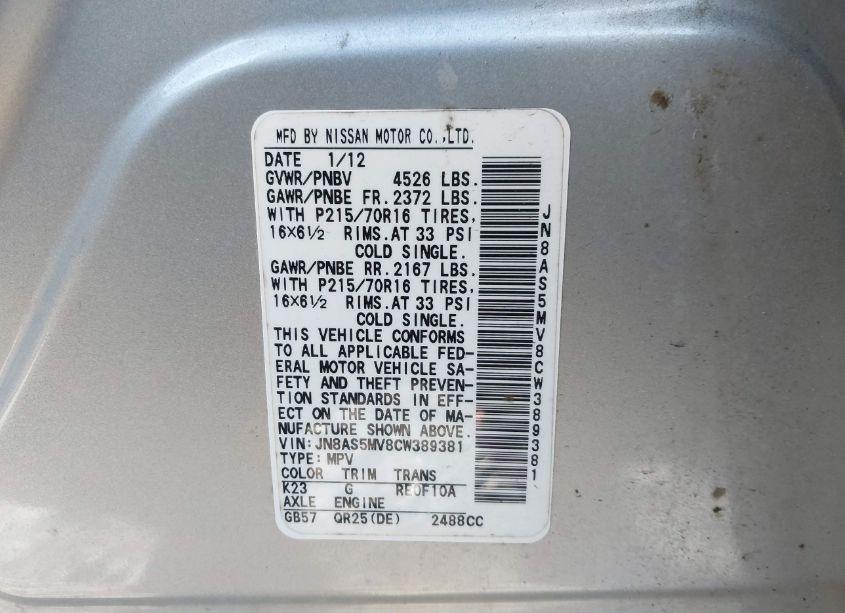 MFD BY NISSAN MOTOR CO.,LTD.
DATE 1/12
GVWR/PNBV 4526 LBS.
GAWR/PNBE FR. 2372 LBS.
WITH P215/70R16 TIRES,
16X6½ RIMS. AT 33 PSI
COLD SINGLE.
GAWR/PNBE RR. 2167 LBS.
WITH P215/70R16 TIRES.
16X6½ RIMS. AT 33 PSI
COLD SINGLE.
THIS VEHICLE CONFORMS
TO ALL APPLICABLE FED-
ERAL MOTOR VEHICLE SA-
FETY AND THEFT PREVEN-
TION STANDARDS IN EFF-
ECT ON THE DATE OF MA-
NUFACTURE SHOWN ABOVE.
VIN: JN8AS5MV8CW389381
TYPE: MPV
COLOR TRIM TRANS
K23 G RE0F10A
AXLE ENGINE
GB57 QR25(DE) 2488CC
JN8AS5MV8CW389381